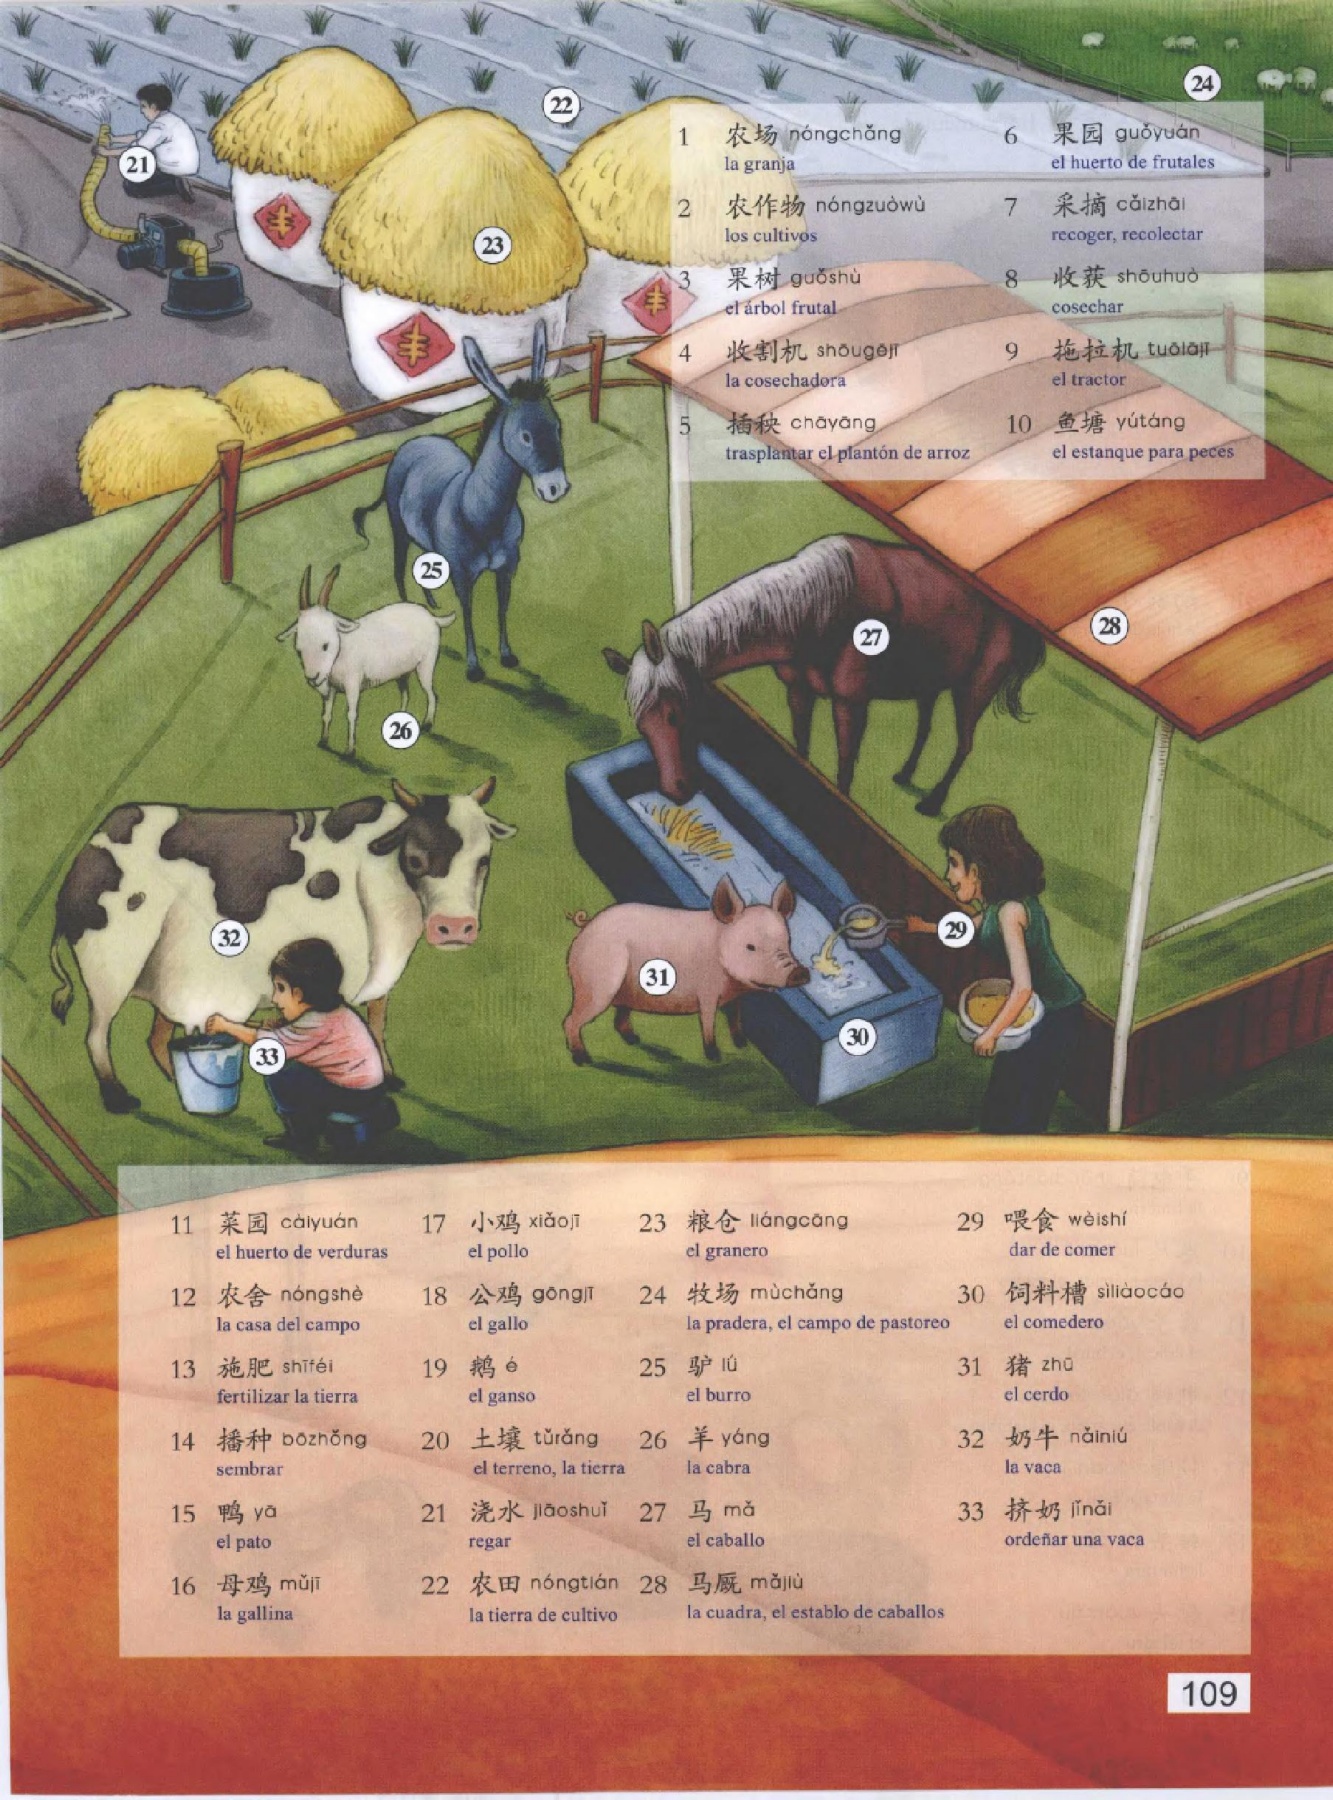 24
22
21
23
丰
丰
丰
25
27
28
26
32
29
31
30
33
1 农场 nóngchǎng
la granja
2 农作物 nóngzuòwù
los cultivos
3 果树 guǒshù
el árbol frutal
4 收割机 shōugējī
la cosechadora
5 插秧 chāyāng
trasplantar el plantón de arroz
6 果园 guǒyuán
el huerto de frutales
7 采摘 cǎizhāi
recoger, recolectar
8 收获 shōuhuò
cosechar
9 拖拉机 tuōlājī
el tractor
10 鱼塘 yútáng
el estanque para peces
11 菜园 càiyuán
el huerto de verduras
12 农舍 nóngshè
la casa del campo
13 施肥 shīféi
fertilizar la tierra
14 播种 bōzhǒng
sembrar
15 鸭 yā
el pato
16 母鸡 mǔjī
la gallina
17 小鸡 xiǎojī
el pollo
18 公鸡 gōngjī
el gallo
19 鹅 é
el ganso
20 土壤 tǔrǎng
el terreno, la tierra
21 浇水 jiāoshuǐ
regar
22 农田 nóngtián
la tierra de cultivo
23 粮仓 liángcāng
el granero
24 牧场 mùchǎng
la pradera, el campo de pastoreo
25 驴 lǘ
el burro
26 羊 yáng
la cabra
27 马 mǎ
el caballo
28 马厩 mǎjiù
la cuadra, el establo de caballos
29 喂食 wèishí
dar de comer
30 饲料槽 sìliàocáo
el comedero
31 猪 zhū
el cerdo
32 奶牛 nǎiniú
la vaca
33 挤奶 jǐnǎi
ordeñar una vaca
109